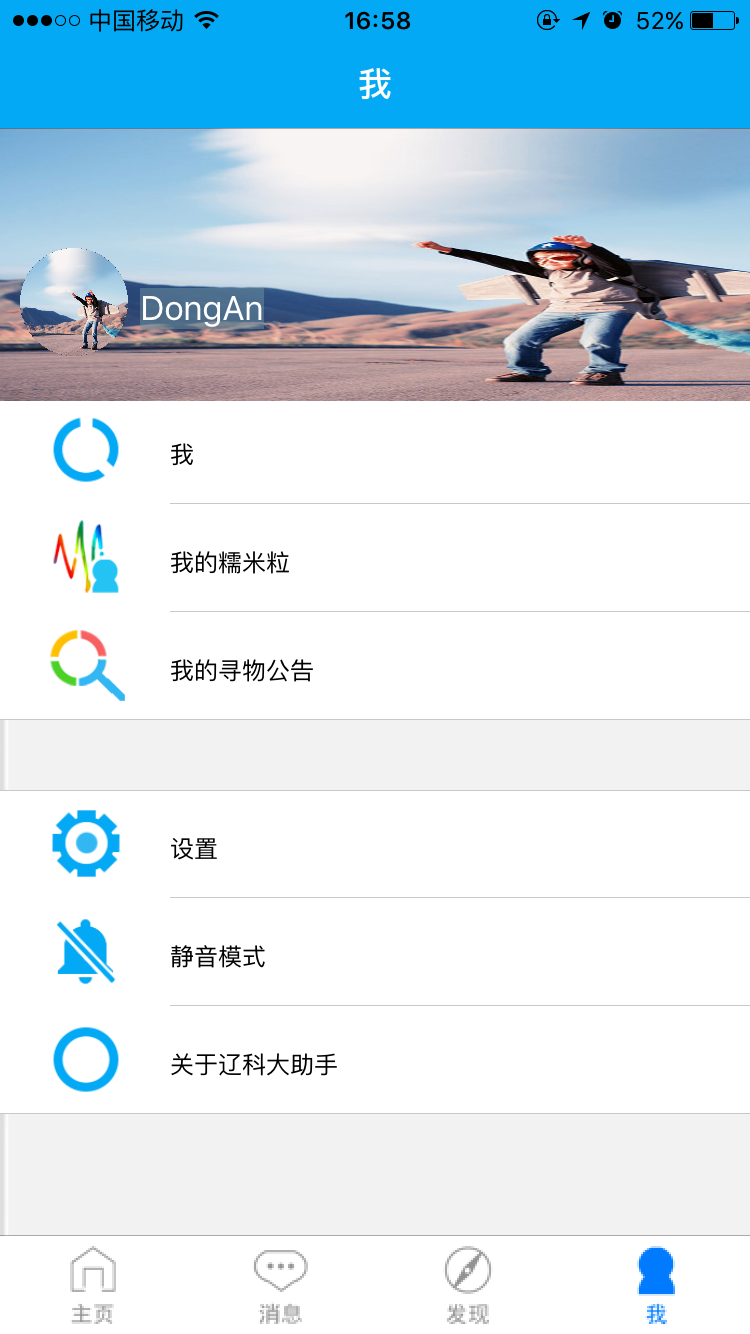 中国移动 16:58 52%
我
DongAn
我
我的糯米粒
我的寻物公告
设置
静音模式
关于辽科大助手
主页 消息 发现 我